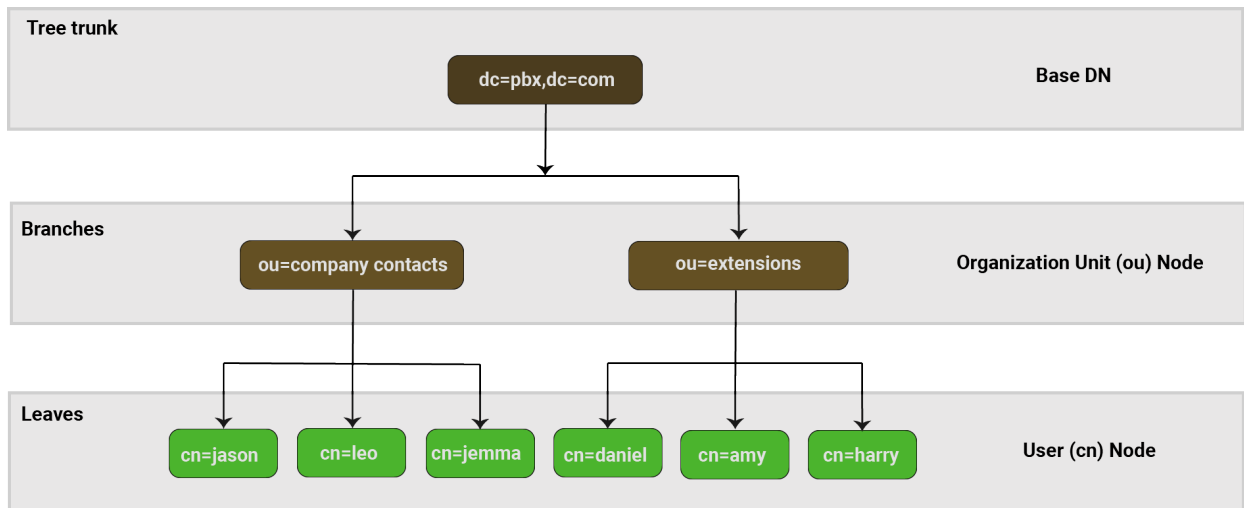 Tree trunk
dc=pbx,dc=com
Base DN
Branches
ou=company contacts
ou=extensions
Organization Unit (ou) Node
Leaves
cn=jason
cn=leo
cn=jemma
cn=daniel
cn=amy
cn=harry
User (cn) Node